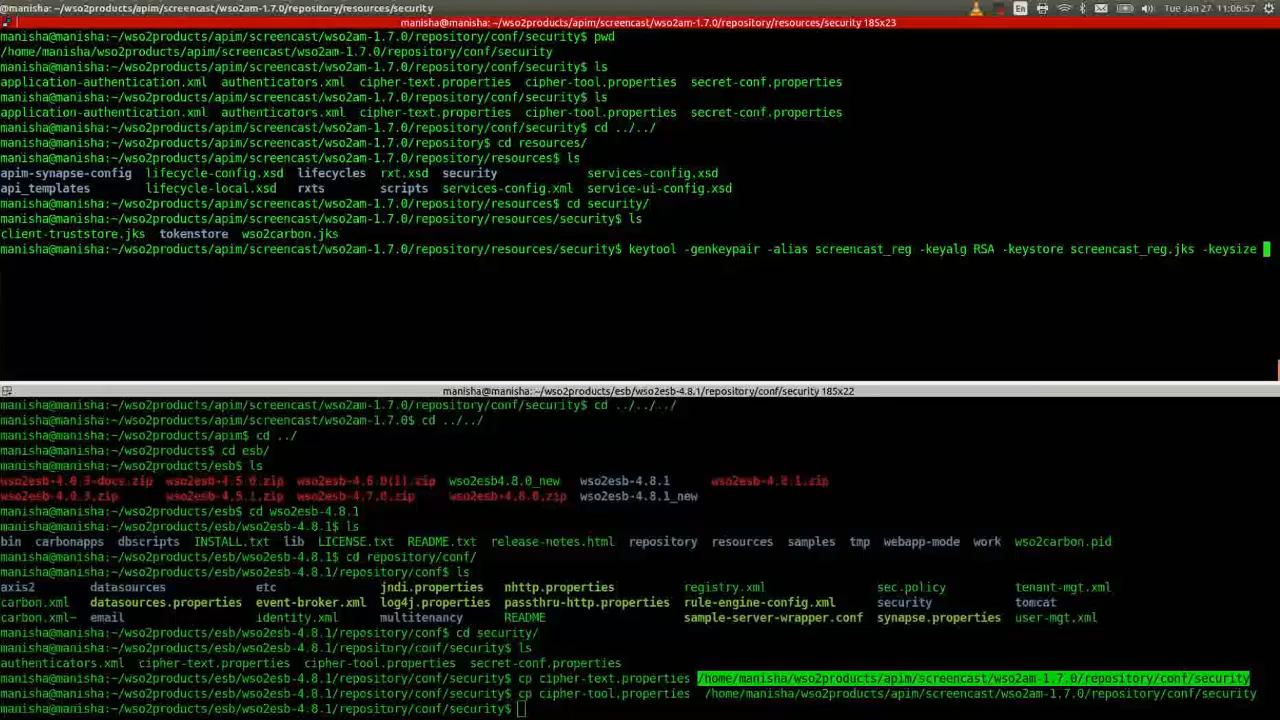 manisha@manisha: ~/wso2products/apim/screencast/wso2am-1.7.0/repository/resources/security
En Tue Jan 27, 11:06:57
manisha@manisha:~/wso2products/apim/screencast/wso2am-1.7.0/repository/resources/security 185x23
manisha@manisha:~/wso2products/apim/screencast/wso2am-1.7.0/repository/conf/security$ pwd
/home/manisha/wso2products/apim/screencast/wso2am-1.7.0/repository/conf/security
manisha@manisha:~/wso2products/apim/screencast/wso2am-1.7.0/repository/conf/security$ ls
application-authentication.xml authenticators.xml cipher-text.properties cipher-tool.properties secret-conf.properties
manisha@manisha:~/wso2products/apim/screencast/wso2am-1.7.0/repository/conf/security$ ls
application-authentication.xml authenticators.xml cipher-text.properties cipher-tool.properties secret-conf.properties
manisha@manisha:~/wso2products/apim/screencast/wso2am-1.7.0/repository/conf/security$ cd ../../
manisha@manisha:~/wso2products/apim/screencast/wso2am-1.7.0/repository$ cd resources/
manisha@manisha:~/wso2products/apim/screencast/wso2am-1.7.0/repository/resources$ ls
apim-synapse-config lifecycle-config.xsd lifecycles rxt.xsd security services-config.xsd
api_templates lifecycle-local.xsd rxts scripts services-config.xml service-ui-config.xsd
manisha@manisha:~/wso2products/apim/screencast/wso2am-1.7.0/repository/resources$ cd security/
manisha@manisha:~/wso2products/apim/screencast/wso2am-1.7.0/repository/resources/security$ ls
client-truststore.jks tokenstore wso2carbon.jks
manisha@manisha:~/wso2products/apim/screencast/wso2am-1.7.0/repository/resources/security$ keytool -genkeypair -alias screencast_reg -keyalg RSA -keystore screencast_reg.jks -keysize
manisha@manisha:~/wso2products/esb/wso2esb-4.8.1/repository/conf/security 185x22
manisha@manisha:~/wso2products/apim/screencast/wso2am-1.7.0/repository/conf/security$ cd ../../../
manisha@manisha:~/wso2products/apim/screencast/wso2am-1.7.0$ cd ../../
manisha@manisha:~/wso2products/apim$ cd ../
manisha@manisha:~/wso2products$ cd esb/
manisha@manisha:~/wso2products/esb$ ls
wso2esb-4.0.3-docs.zip wso2esb-4.5.0.zip wso2esb-4.6.0(1).zip wso2esb4.8.0_new wso2esb-4.8.1 wso2esb-4.8.1.zip
wso2esb-4.0.3.zip wso2esb-4.5.1.zip wso2esb-4.7.0.zip wso2esb-4.8.0.zip wso2esb-4.8.1_new
manisha@manisha:~/wso2products/esb$ cd wso2esb-4.8.1
manisha@manisha:~/wso2products/esb/wso2esb-4.8.1$ ls
bin carbonapps dbscripts INSTALL.txt lib LICENSE.txt README.txt release-notes.html repository resources samples tmp webapp-mode work wso2carbon.pid
manisha@manisha:~/wso2products/esb/wso2esb-4.8.1$ cd repository/conf/
manisha@manisha:~/wso2products/esb/wso2esb-4.8.1/repository/conf$ ls
axis2 datasources etc jndi.properties nhttp.properties registry.xml sec.policy tenant-mgt.xml
carbon.xml datasources.properties event-broker.xml log4j.properties passthru-http.properties rule-engine-config.xml security tomcat
carbon.xml~ email identity.xml multitenancy README sample-server-wrapper.conf synapse.properties user-mgt.xml
manisha@manisha:~/wso2products/esb/wso2esb-4.8.1/repository/conf$ cd security/
manisha@manisha:~/wso2products/esb/wso2esb-4.8.1/repository/conf/security$ ls
authenticators.xml cipher-text.properties cipher-tool.properties secret-conf.properties
manisha@manisha:~/wso2products/esb/wso2esb-4.8.1/repository/conf/security$ cp cipher-text.properties /home/manisha/wso2products/apim/screencast/wso2am-1.7.0/repository/conf/security
manisha@manisha:~/wso2products/esb/wso2esb-4.8.1/repository/conf/security$ cp cipher-tool.properties /home/manisha/wso2products/apim/screencast/wso2am-1.7.0/repository/conf/security
manisha@manisha:~/wso2products/esb/wso2esb-4.8.1/repository/conf/security$